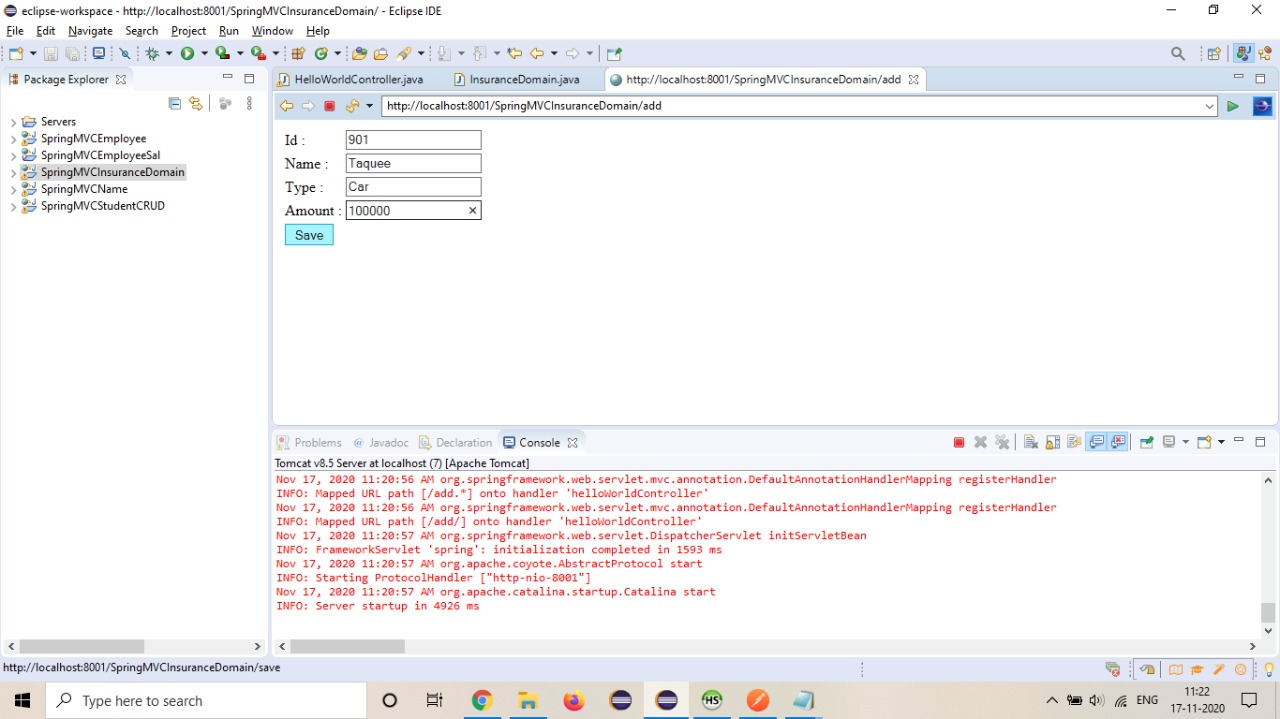 eclipse-workspace - http://localhost:8001/SpringMVCInsuranceDomain/ - Eclipse IDE
File Edit Navigate Search Project Run Window Help
Package Explorer
Servers
SpringMVCEmployee
SpringMVCEmployeeSal
SpringMVCInsuranceDomain
SpringMVCName
SpringMVCStudentCRUD
HelloWorldController.java InsuranceDomain.java http://localhost:8001/SpringMVCInsuranceDomain/add
http://localhost:8001/SpringMVCInsuranceDomain/add
Id : 901
Name : Taquee
Type : Car
Amount : 100000
Save
Problems @ Javadoc Declaration Console
Tomcat v8.5 Server at localhost (7) [Apache Tomcat]
Nov 17, 2020 11:20:56 AM org.springframework.web.servlet.mvc.annotation.DefaultAnnotationHandlerMapping registerHandler
INFO: Mapped URL path [/add.*] onto handler 'helloWorldController'
Nov 17, 2020 11:20:56 AM org.springframework.web.servlet.mvc.annotation.DefaultAnnotationHandlerMapping registerHandler
INFO: Mapped URL path [/add/] onto handler 'helloWorldController'
Nov 17, 2020 11:20:57 AM org.springframework.web.servlet.DispatcherServlet initServletBean
INFO: FrameworkServlet 'spring': initialization completed in 1593 ms
Nov 17, 2020 11:20:57 AM org.apache.coyote.AbstractProtocol start
INFO: Starting ProtocolHandler ["http-nio-8001"]
Nov 17, 2020 11:20:57 AM org.apache.catalina.startup.Catalina start
INFO: Server startup in 4926 ms
http://localhost:8001/SpringMVCInsuranceDomain/save
Type here to search
HS
ENG
11:22
17-11-2020